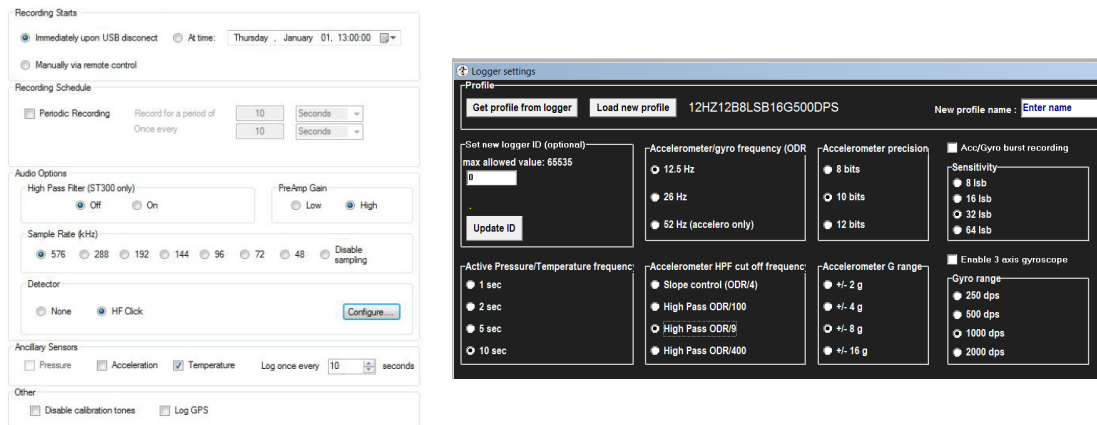 Recording Starts
Immediately upon USB disconect
At time:
Thursday , January 01, 13:00:00
Manually via remote control
Recording Schedule
Periodic Recording
Record for a period of
10
Seconds
Once every
10
Seconds
Audio Options
High Pass Filter (ST300 only)
Off
On
PreAmp Gain
Low
High
Sample Rate (kHz)
576
288
192
144
96
72
48
Disable
sampling
Detector
None
HF Click
Configure....
Ancillary Sensors
Pressure
Acceleration
Temperature
Log once every
10
seconds
Other
Disable calibration tones
Log GPS
Logger settings
Profile
Get profile from logger
Load new profile
12HZ12B8LSB16G500DPS
New profile name :
Enter name
Set new logger ID (optional)
max allowed value: 65535
0
Update ID
Accelerometer/gyro frequency (ODR
12.5 Hz
26 Hz
52 Hz (accelero only)
Accelerometer precision
8 bits
10 bits
12 bits
Acc/Gyro burst recording
Sensitivity
8 lsb
16 lsb
32 lsb
64 lsb
Active Pressure/Temperature frequenc
1 sec
2 sec
5 sec
10 sec
Accelerometer HPF cut off frequenc
Slope control (ODR/4)
High Pass ODR/100
High Pass ODR/9
High Pass ODR/400
Accelerometer G range
+/- 2 g
+/- 4 g
+/- 8 g
+/- 16 g
Enable 3 axis gyroscope
Gyro range
250 dps
500 dps
1000 dps
2000 dps